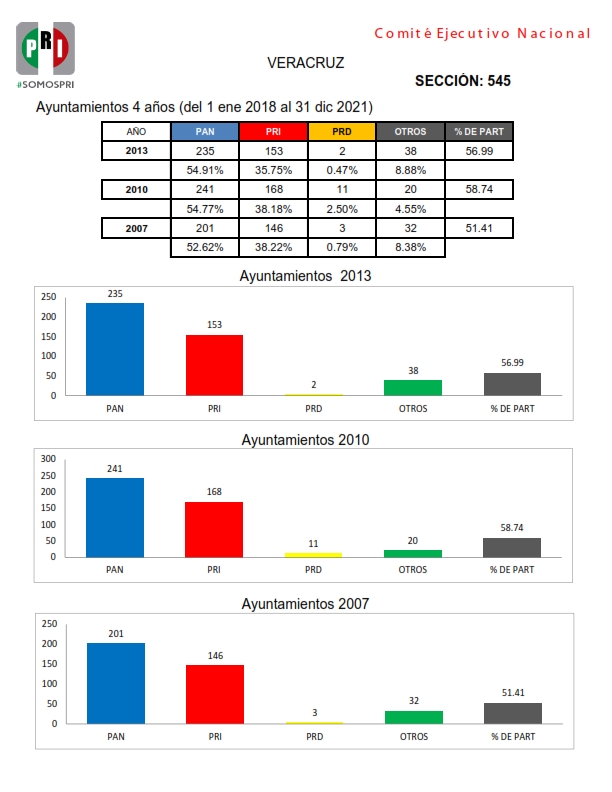 Comité Ejecutivo Nacional
PRI
#SOMOSPRI
VERACRUZ
SECCIÓN: 545
Ayuntamientos 4 años (del 1 ene 2018 al 31 dic 2021)
AÑO PAN PRI PRD OTROS % DE PART
2013 235 153 2 38 56.99
54.91% 35.75% 0.47% 8.88%
2010 241 168 11 20 58.74
54.77% 38.18% 2.50% 4.55%
2007 201 146 3 32 51.41
52.62% 38.22% 0.79% 8.38%
Ayuntamientos 2013
250
200
150
100
50
0
235
153
2
38
56.99
PAN PRI PRD OTROS % DE PART
Ayuntamientos 2010
300
250
200
150
100
50
0
241
168
11
20
58.74
PAN PRI PRD OTROS % DE PART
Ayuntamientos 2007
250
200
150
100
50
0
201
146
3
32
51.41
PAN PRI PRD OTROS % DE PART